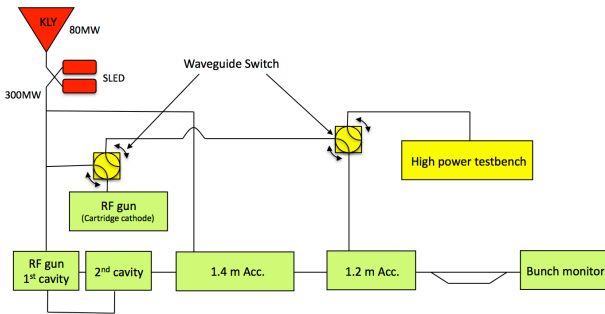 KLY
80MW
SLED
300MW
Waveguide Switch
High power testbench
RF gun
(Cartridge cathode)
RF gun
1st cavity
2nd cavity
1.4 m Acc.
1.2 m Acc.
Bunch monitor